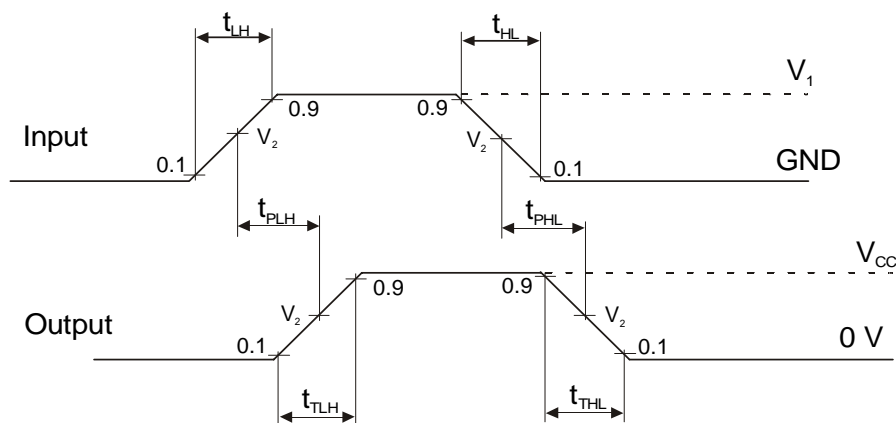 tLH tHL
V1
0.9 0.9
Input V2 V2
0.1 0.1 GND
tPLH tPHL
VCC
0.9 0.9
Output V2 V2 0 V
0.1 0.1
tTLH tTHL